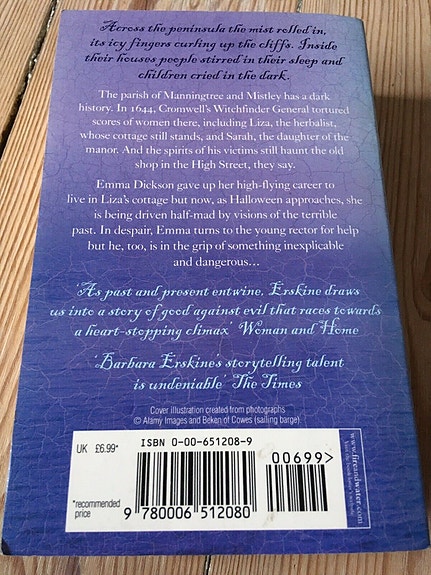 Across the peninsula the mist rolled in,
its icy fingers curling up the cliffs. Inside
their houses people stirred in their sleep and
children cried in the dark.
The parish of Manningtree and Mistley has a dark
history. In 1644, Cromwell's Witchfinder General tortured
scores of women there, including Liza, the herbalist,
whose cottage still stands, and Sarah, the daughter of the
manor. And the spirits of his victims still haunt the old
shop in the High Street, they say.
Emma Dickson gave up her high-flying career to
live in Liza's cottage but now, as Halloween approaches, she
is being driven half-mad by visions of the terrible
past. In despair, Emma turns to the young rector for help
but he, too, is in the grip of something inexplicable
and dangerous...
'As past and present entwine, Erskine draws
us into a story of good against evil that races towards
a heart-stopping climax' Woman and Home
'Barbara Erskine's storytelling talent
is undeniable' The Times
Cover illustration created from photographs
© Alamy Images and Beken of Cowes (sailing barge)
ISBN 0-00-651208-9
UK £6.99*
00699>
*recommended
price
9 780006 512080
www.fireandwater.com